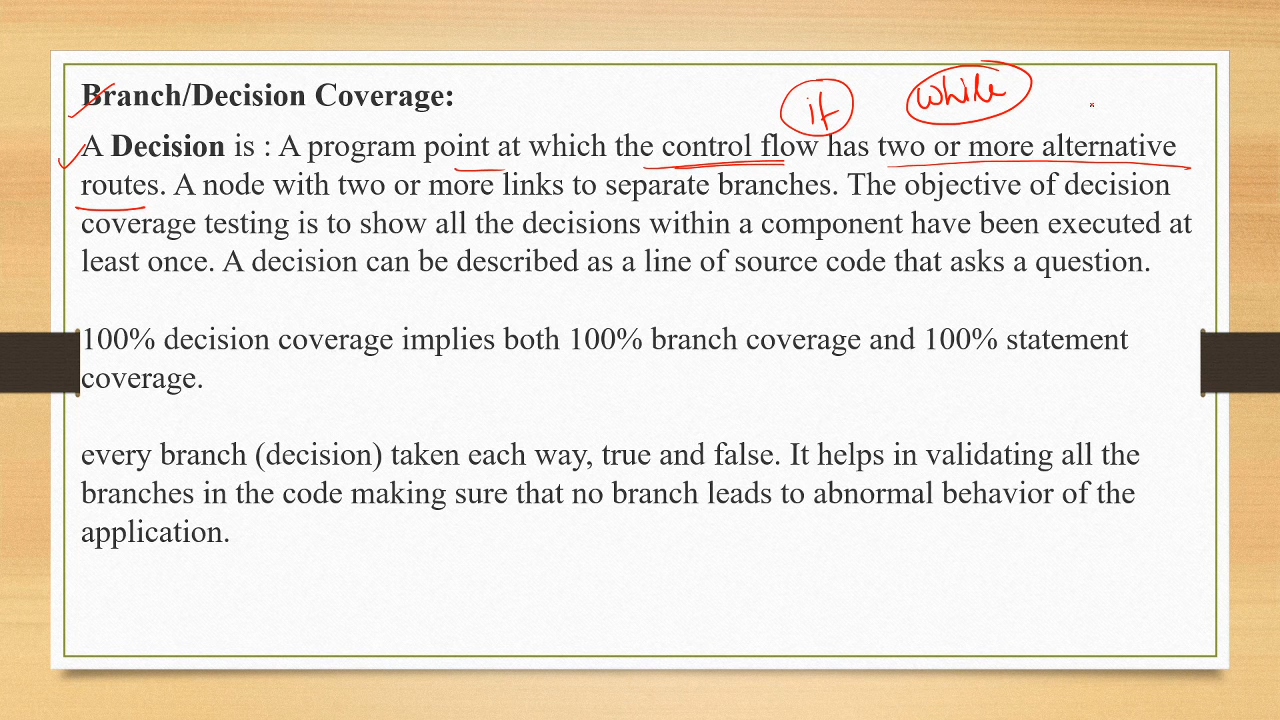 Branch/Decision Coverage:
if while
A Decision is : A program point at which the control flow has two or more alternative
routes. A node with two or more links to separate branches. The objective of decision
coverage testing is to show all the decisions within a component have been executed at
least once. A decision can be described as a line of source code that asks a question.
100% decision coverage implies both 100% branch coverage and 100% statement
coverage.
every branch (decision) taken each way, true and false. It helps in validating all the
branches in the code making sure that no branch leads to abnormal behavior of the
application.